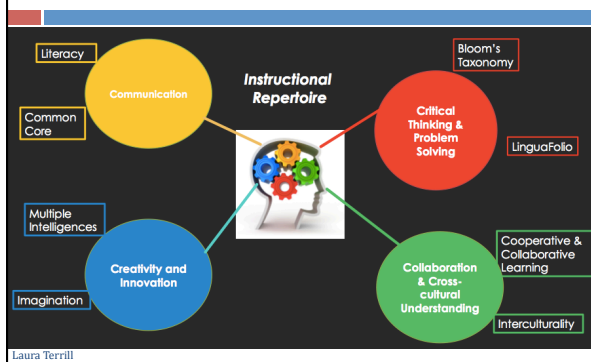 Literacy
Communication
Common
Core
Instructional
Repertoire
Bloom's
Taxonomy
Critical
Thinking &
Problem
Solving
LinguaFolio
Multiple
Intelligences
Creativity and
Innovation
Imagination
Collaboration
& Cross-
cultural
Understanding
Cooperative &
Collaborative
Learning
Interculturality
Laura Terrill